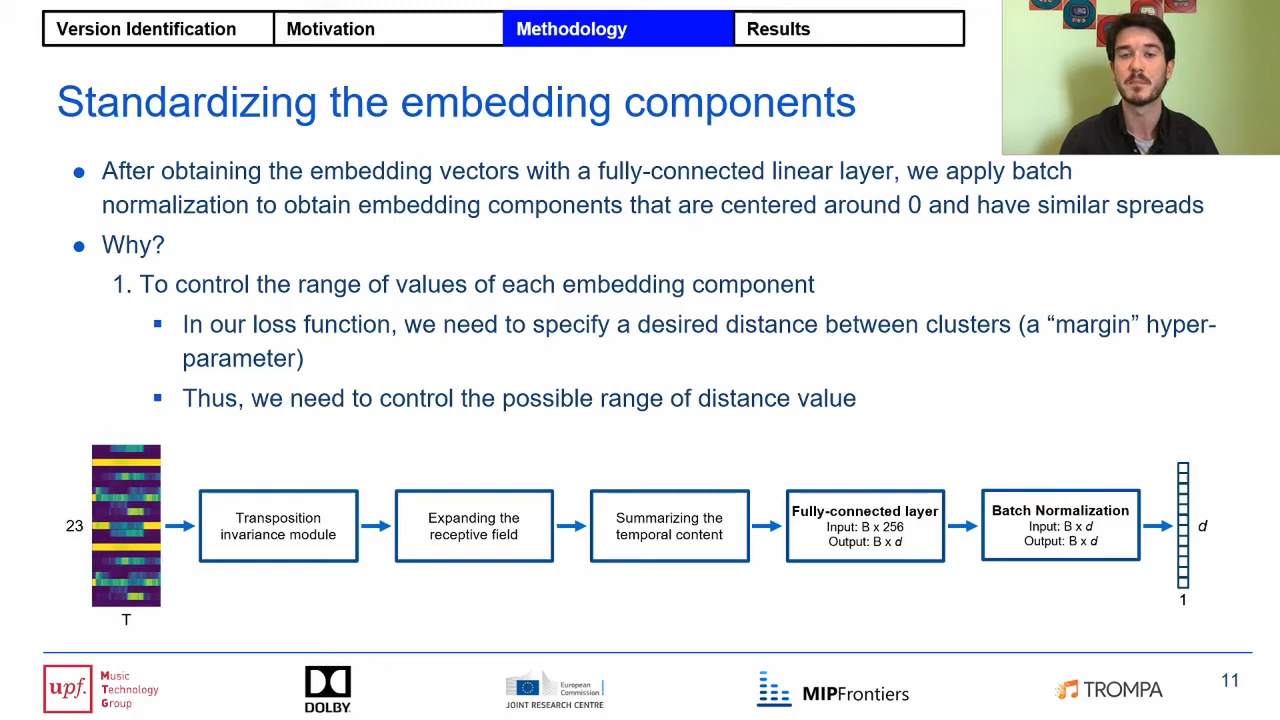 Version Identification
Motivation
Methodology
Results
Standardizing the embedding components
● After obtaining the embedding vectors with a fully-connected linear layer, we apply batch
normalization to obtain embedding components that are centered around 0 and have similar spreads
● Why?
1. To control the range of values of each embedding component
▪ In our loss function, we need to specify a desired distance between clusters (a “margin” hyper-
parameter)
▪ Thus, we need to control the possible range of distance value
23
T
Transposition
invariance module
Expanding the
receptive field
Summarizing the
temporal content
Fully-connected layer
Input: B x 256
Output: B x d
Batch Normalization
Input: B x d
Output: B x d
d
1
upf.
Music
Technology
Group
DOLBY.
European
Commission
JOINT RESEARCH CENTRE
MIPFrontiers
TROMPA
11